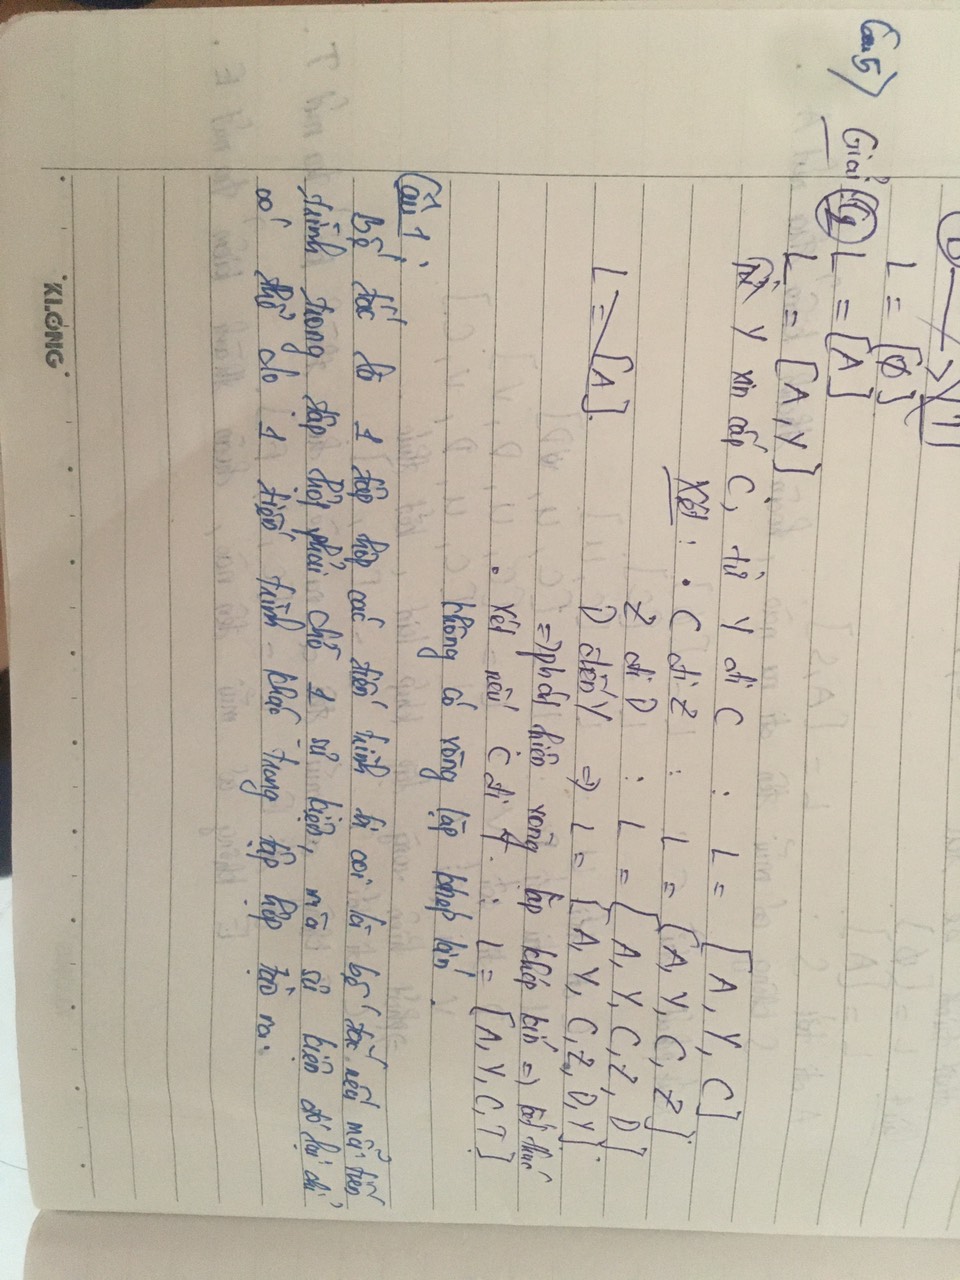 L = [Ø]
Câu 5) Giải: L = [A]
L = [A, Y]
Y xin cấp C, từ Y đi C : L = [A, Y, C]
Xét: • C đi Z : L = [A, Y, C, Z]
Z đi D : L = [A, Y, C, Z, D]
L = [A].
D đến Y => L = [A, Y, C, Z, D, Y]
=> phát hiện vòng lặp khép kín => kết thúc
• Xét nếu C đi T : L = [A, Y, C, T]
không có vòng lặp khép kín.
Câu 1:
Bế tắc là 1 tập hợp các tiến trình bị coi là bế tắc nếu mỗi tiến
trình trong tập hợp phải chờ 1 sự kiện, mà sự kiện đó lại chỉ
có thể do 1 tiến trình khác trong tập hợp tạo ra.
KLONG